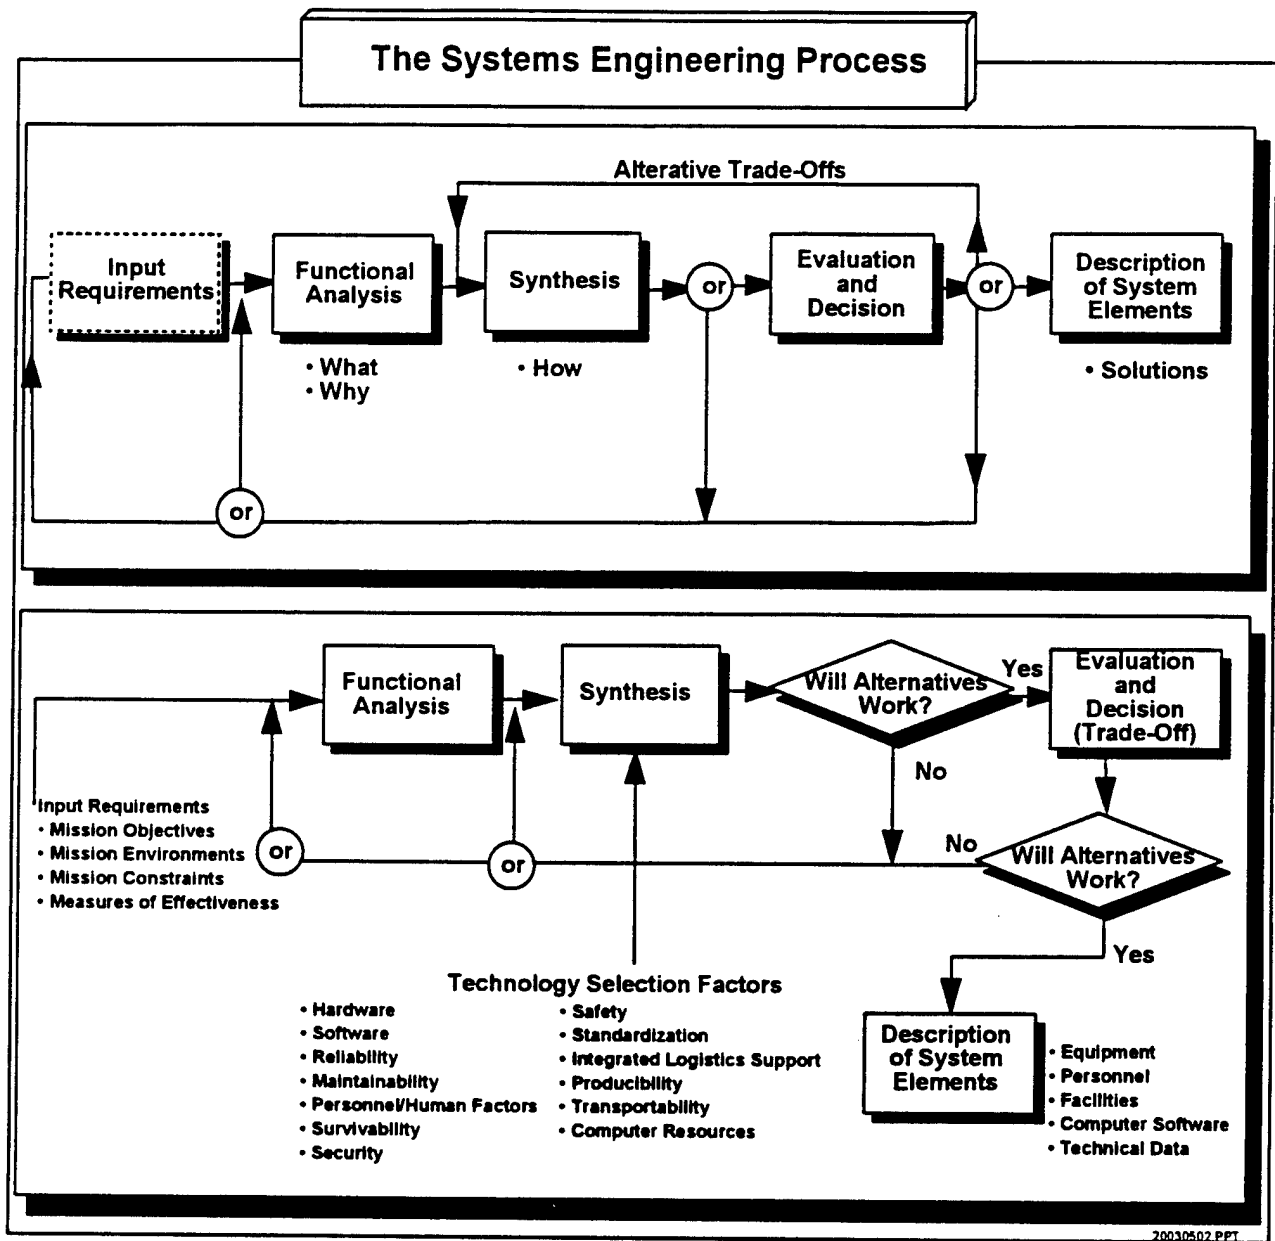 The Systems Engineering Process
Alterative Trade-Offs
Input
Requirements
Functional
Analysis
Synthesis
or
Evaluation
and
Decision
or
Description
of System
Elements
• What
• Why
• How
• Solutions
or
Functional
Analysis
Synthesis
Will Alternatives
Work?
Yes
Evaluation
and
Decision
(Trade-Off)
No
Input Requirements
• Mission Objectives
• Mission Environments
• Mission Constraints
• Measures of Effectiveness
or
or
No
Will Alternatives
Work?
Yes
Technology Selection Factors
• Hardware
• Software
• Reliability
• Maintainability
• Personnel/Human Factors
• Survivability
• Security
• Safety
• Standardization
• Integrated Logistics Support
• Producibility
• Transportability
• Computer Resources
Description
of System
Elements
• Equipment
• Personnel
• Facilities
• Computer Software
• Technical Data
20030502.PPT